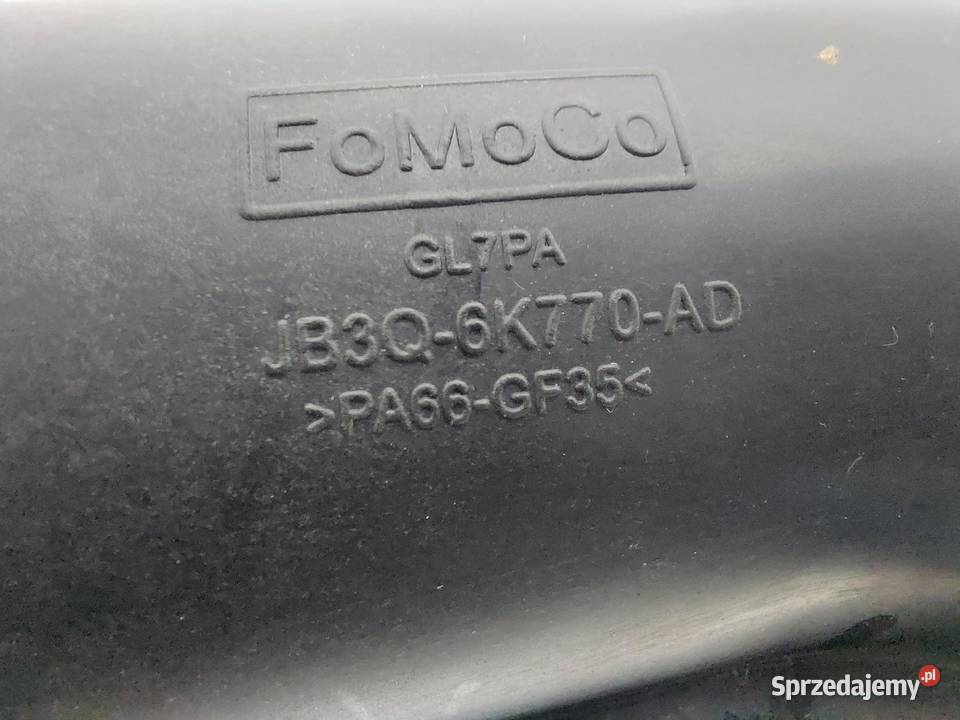 FoMoCo
GL7PA
JB3Q-6K770-AD
>PA66-GF35<
Sprzedajemy.pl